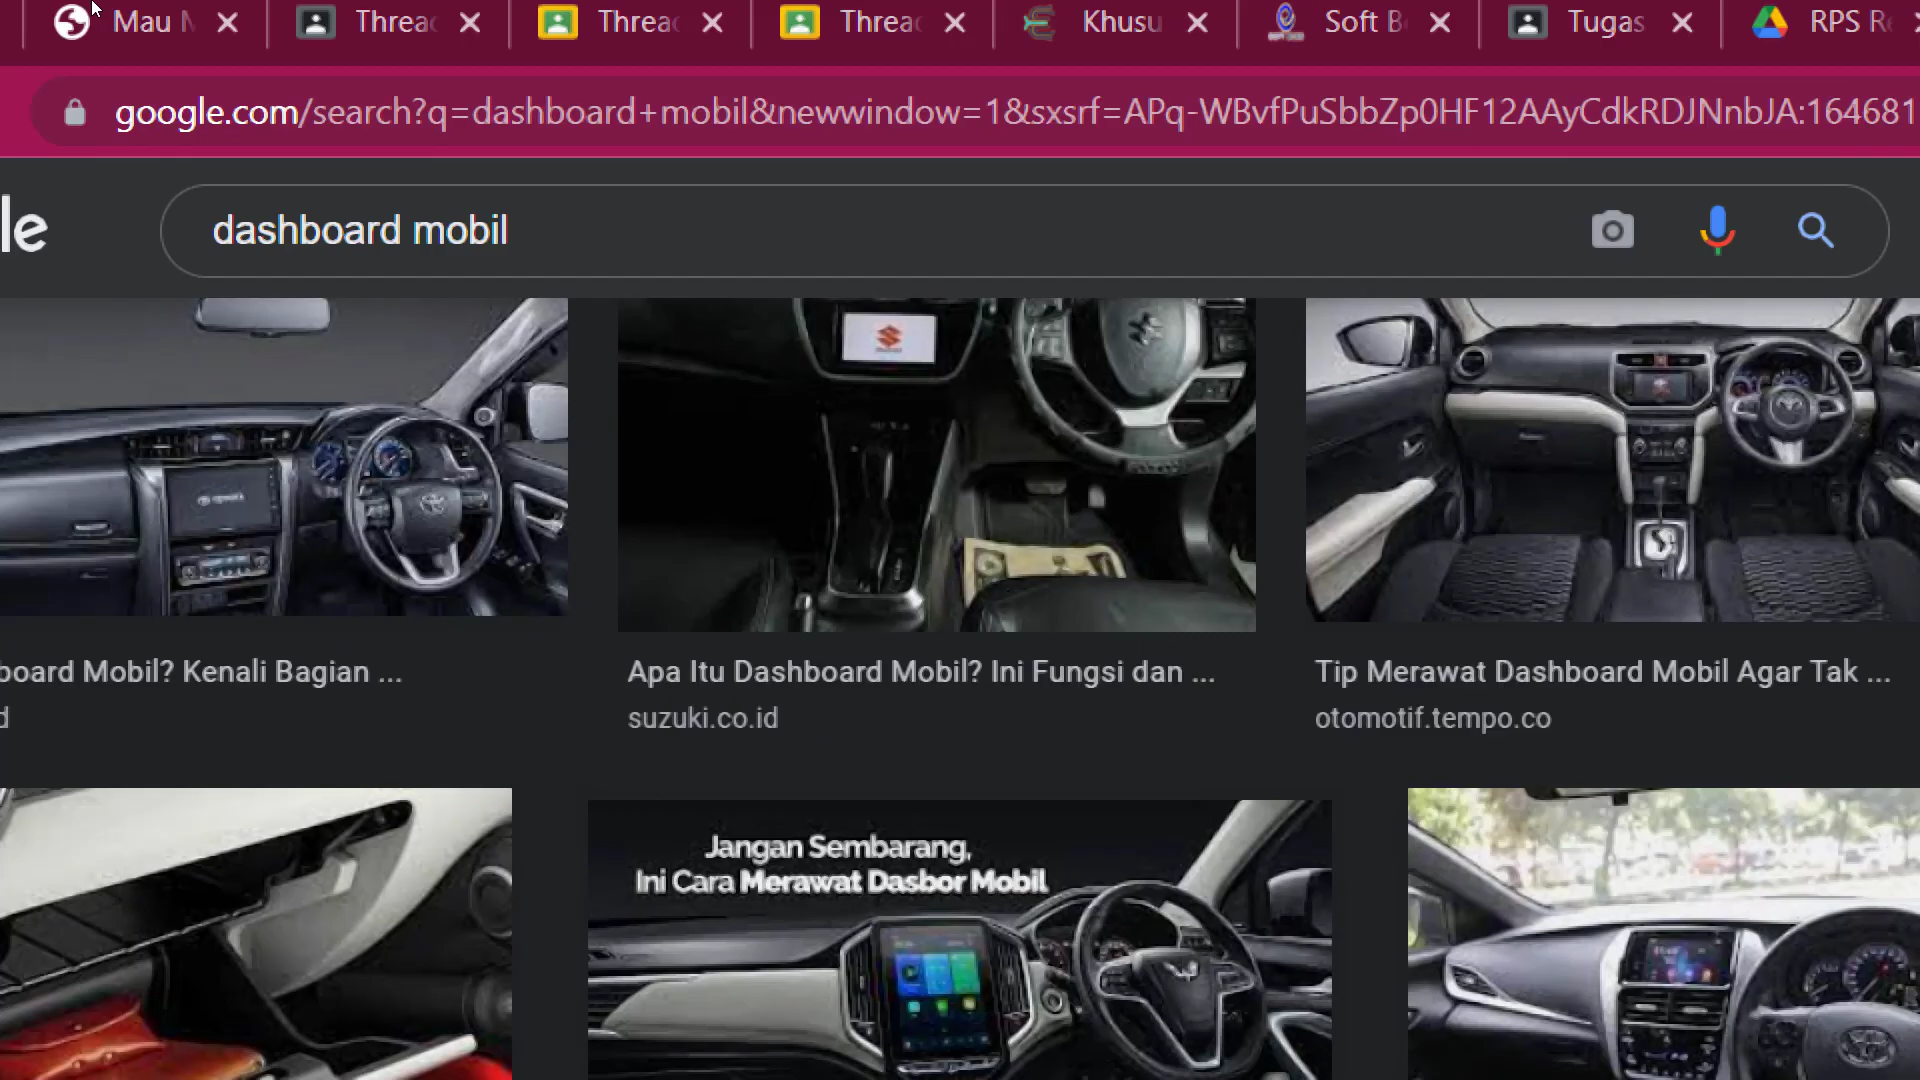 Mau M
Threa
Threa
Threa
Khusu
Soft B
Tugas
RPS R
google.com/search?q=dashboard+mobil&newwindow=1&sxsrf=APq-WBvfPuSbbZp0HF12AAyCdkRDJNnbJA:164681
le
dashboard mobil
board Mobil? Kenali Bagian ...
Apa Itu Dashboard Mobil? Ini Fungsi dan ...
Tip Merawat Dashboard Mobil Agar Tak ...
d
suzuki.co.id
otomotif.tempo.co
Jangan Sembarang,
Ini Cara Merawat Dasbor Mobil